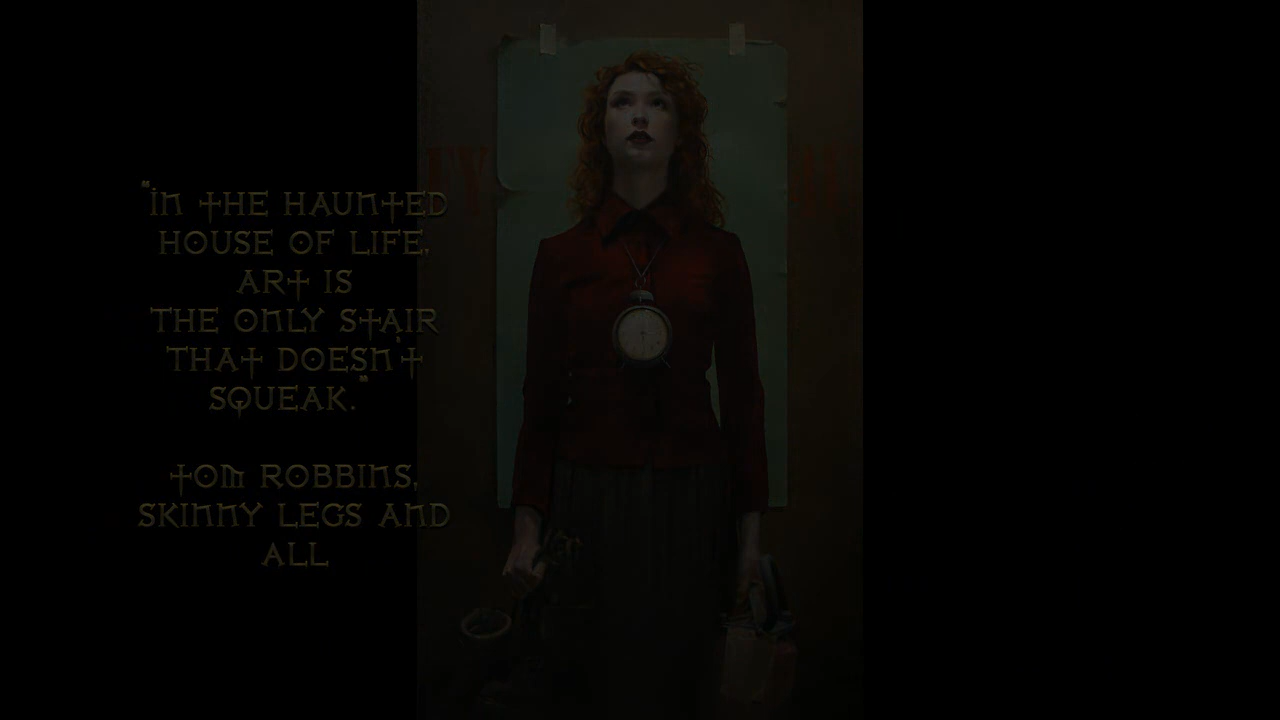 "IN THE HAUNTED
HOUSE OF LIFE,
ART IS
THE ONLY STAIR
THAT DOESN'T
SQUEAK."
TOM ROBBINS,
SKINNY LEGS AND
ALL